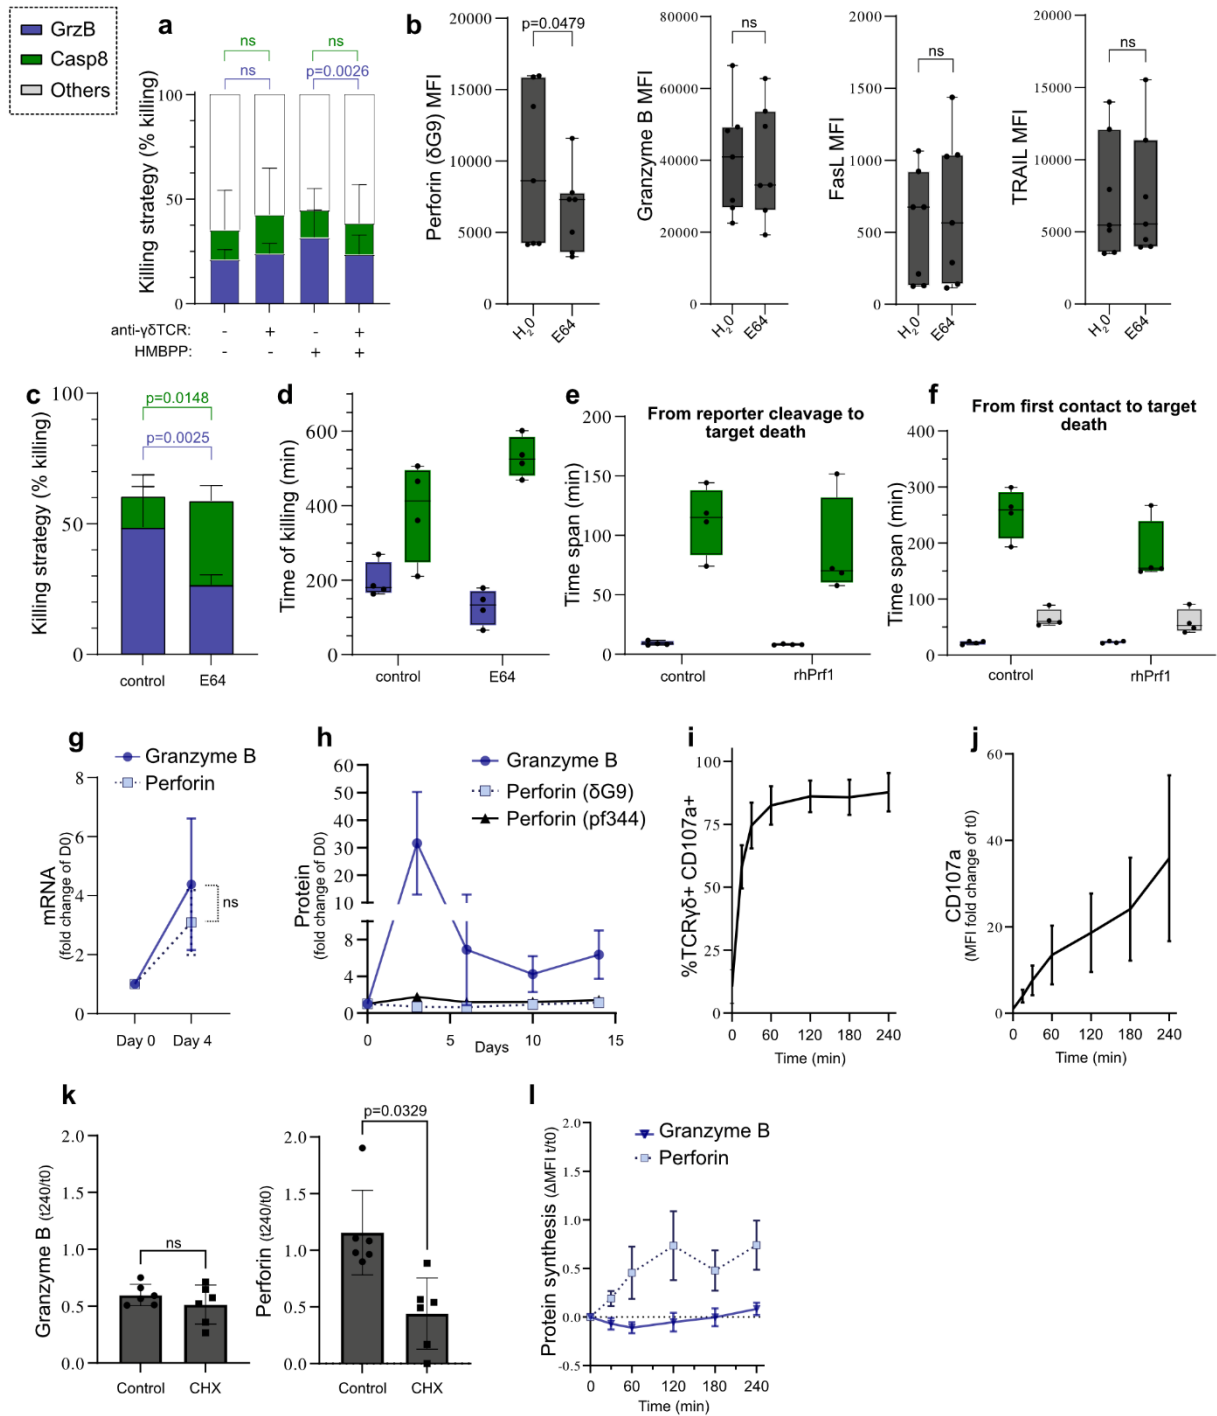 GrzB
Casp8
Others
a
ns
ns
ns
p=0.0026
Killing strategy (% killing)
100
50
0
anti-γδTCR:
- + - +
HMBPP:
- - + +
b
p=0.0479
Perforin (δG9) MFI
20000
15000
10000
5000
0
H20
E64
ns
Granzyme B MFI
80000
60000
40000
20000
0
H20
E64
ns
FasL MFI
2000
1500
1000
500
0
H20
E64
ns
TRAIL MFI
20000
15000
10000
5000
0
H20
E64
c
p=0.0148
p=0.0025
Killing strategy (% killing)
100
50
0
control
E64
d
Time of killing (min)
600
400
200
0
control
E64
e
From reporter cleavage to
target death
Time span (min)
200
150
100
50
0
control
rhPrf1
f
From first contact to target
death
Time span (min)
400
300
200
100
0
control
rhPrf1
g
Granzyme B
Perforin
mRNA
(fold change of D0)
8
6
4
2
0
ns
Day 0
Day 4
h
Granzyme B
Perforin (δG9)
Perforin (pf344)
Protein
(fold change of D0)
60
50
40
30
20
10
8
4
0
0 5 10 15
Days
i
%TCRγδ+ CD107a+
100
75
50
25
0
0 60 120 180 240
Time (min)
j
CD107a
(MFI fold change of t0)
60
40
20
0
0 60 120 180 240
Time (min)
k
Granzyme B (t240/t0)
2.0
1.5
1.0
0.5
0.0
ns
Control
CHX
p=0.0329
Perforin (t240/t0)
2.0
1.5
1.0
0.5
0.0
Control
CHX
l
Granzyme B
Perforin
Protein synthesis (ΔMFI t/t0)
2.0
1.5
1.0
0.5
0.0
-0.5
0 60 120 180 240
Time (min)